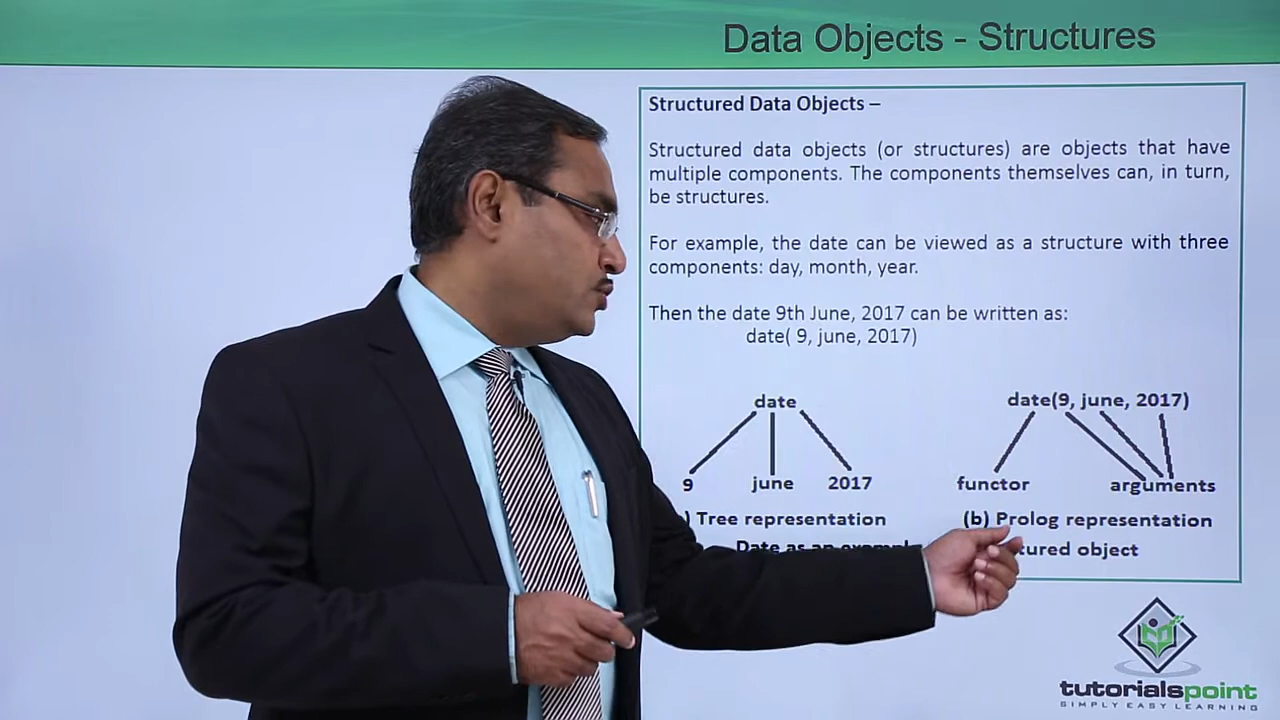 Data Objects - Structures
Structured Data Objects –
Structured data objects (or structures) are objects that have
multiple components. The components themselves can, in turn,
be structures.
For example, the date can be viewed as a structure with three
components: day, month, year.
Then the date 9th June, 2017 can be written as:
date( 9, june, 2017)
date
date(9, june, 2017)
9 june 2017
functor arguments
) Tree representation
(b) Prolog representation
Date as an object
tutorialspoint
SIMPLY EASY LEARNING